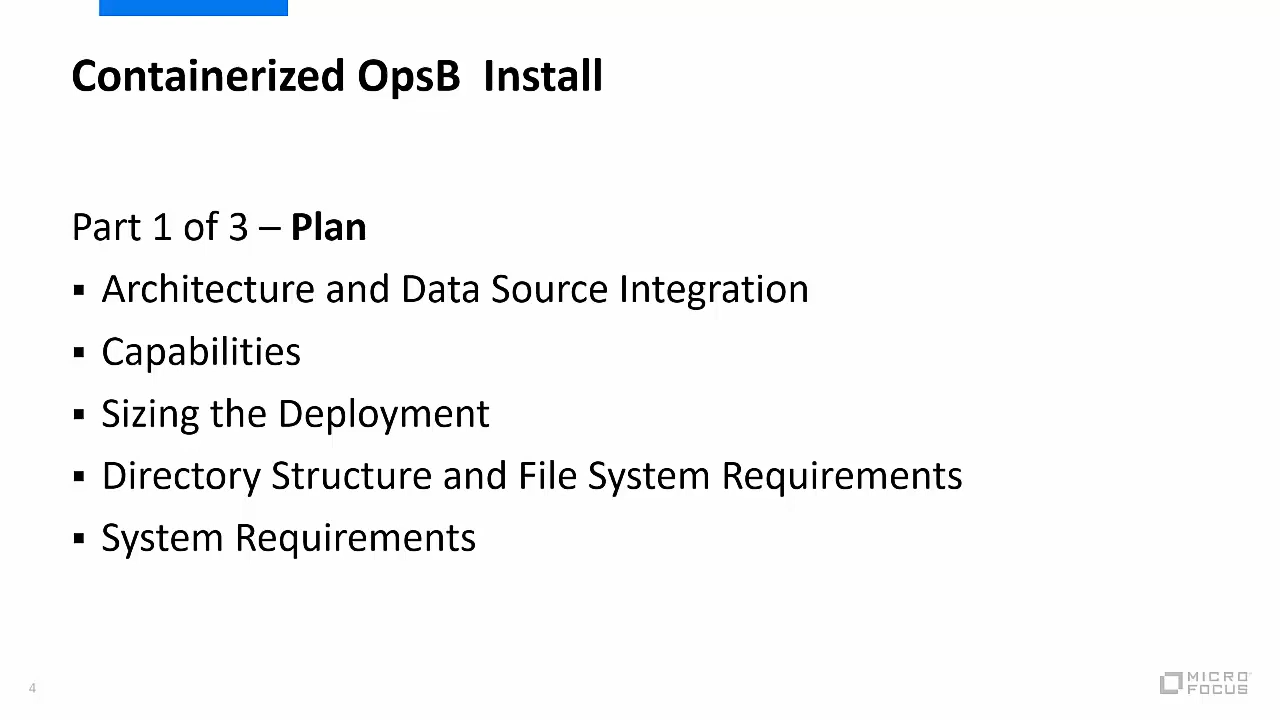 Containerized OpsB  Install
Part 1 of 3 – Plan
▪ Architecture and Data Source Integration
▪ Capabilities
▪ Sizing the Deployment
▪ Directory Structure and File System Requirements
▪ System Requirements
4
MICRO
FOCUS